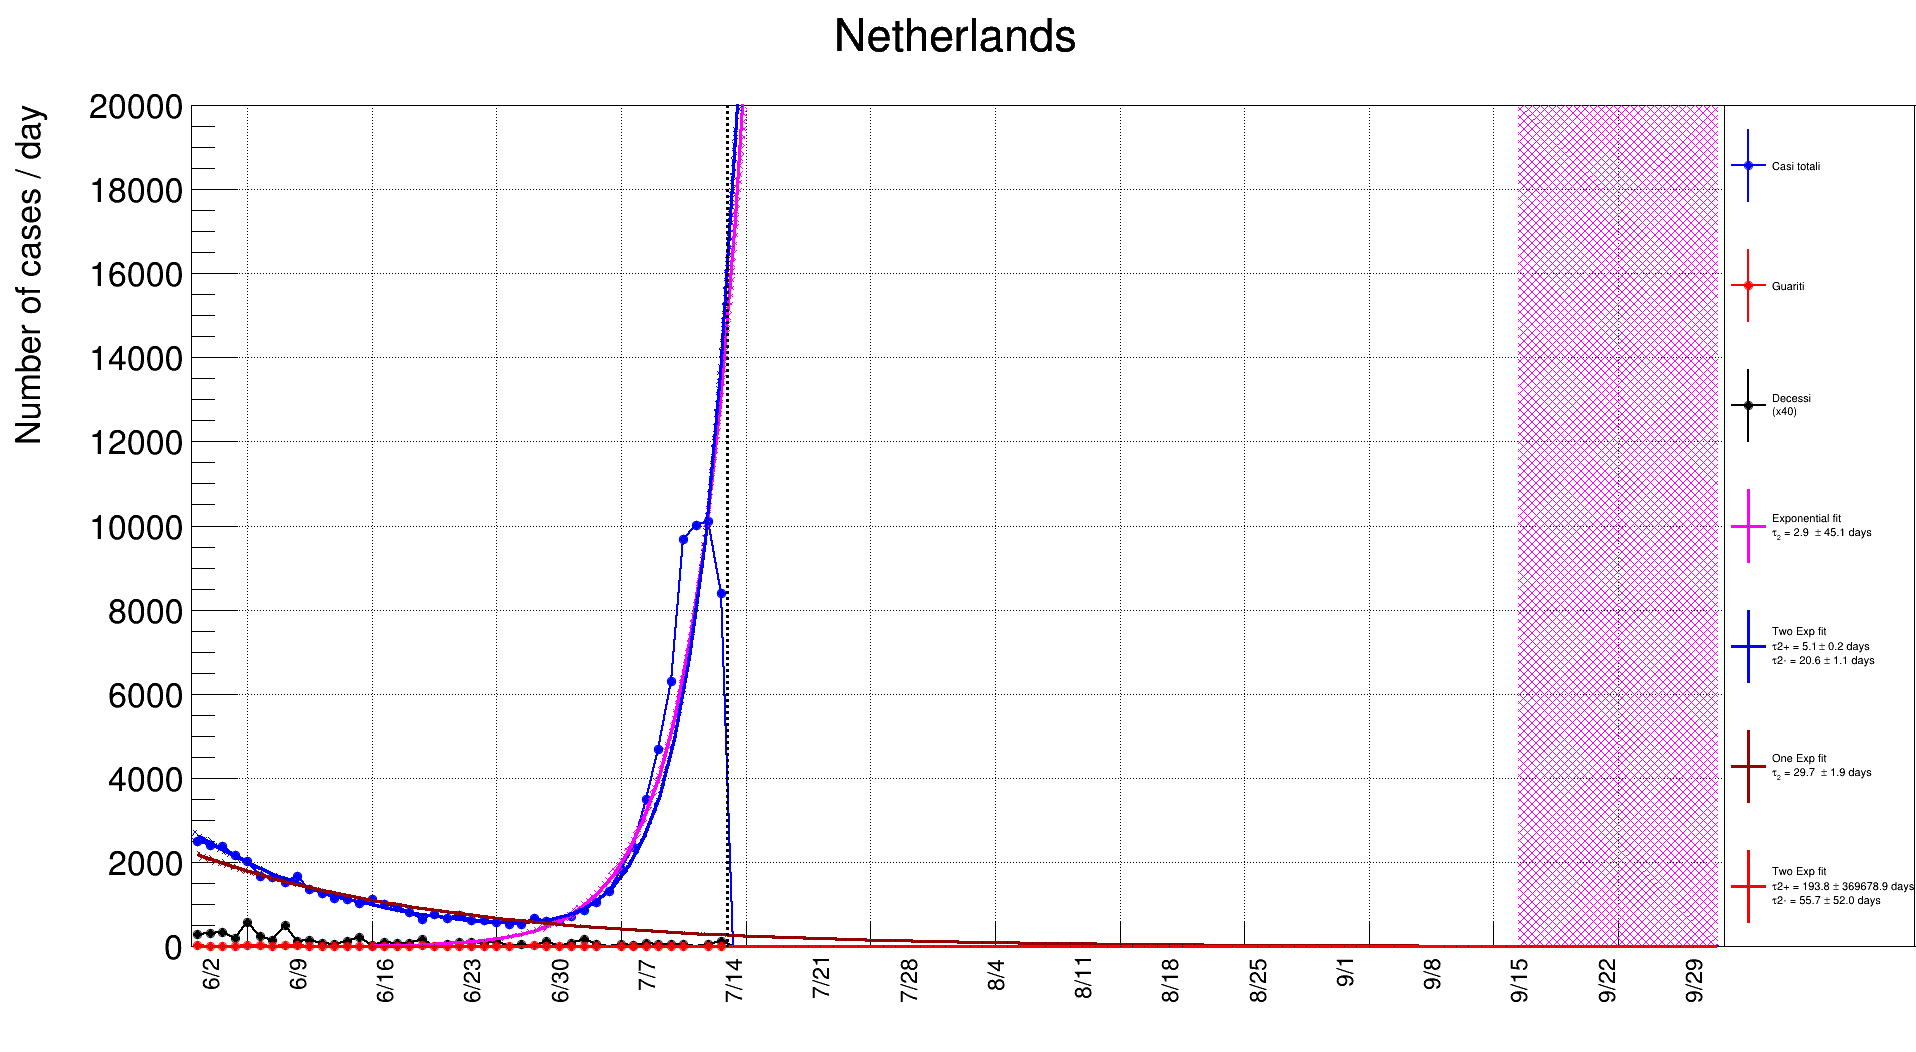 Netherlands
Number of cases / day
20000
18000
16000
14000
12000
10000
8000
6000
4000
2000
0
6/2
6/9
6/16
6/23
6/30
7/7
7/14
7/21
7/28
8/4
8/11
8/18
8/25
9/1
9/8
9/15
9/22
9/29
Casi totali
Guariti
Decessi
(x40)
Exponential fit
τ2 = 2.9 ± 45.1 days
Two Exp fit
τ2+ = 5.1 ± 0.2 days
τ2- = 20.6 ± 1.1 days
One Exp fit
τ2 = 29.7 ± 1.9 days
Two Exp fit
τ2+ = 193.8 ± 369678.9 days
τ2- = 55.7 ± 52.0 days